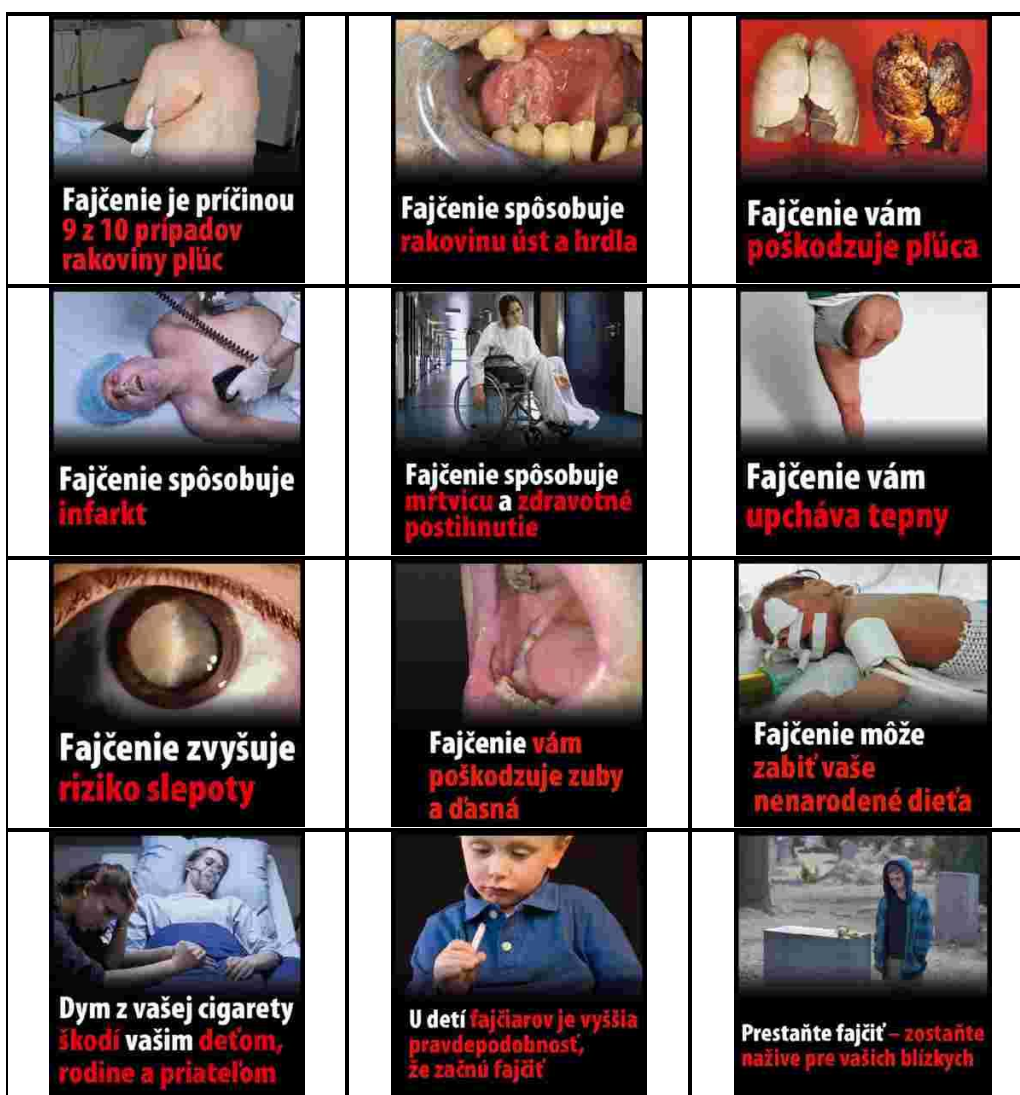 Fajčenie je príčinou
9 z 10 prípadov
rakoviny pľúc
Fajčenie spôsobuje
rakovinu úst a hrdla
Fajčenie vám
poškodzuje pľúca
Fajčenie spôsobuje
infarkt
Fajčenie spôsobuje
mŕtvicu a zdravotné
postihnutie
Fajčenie vám
upcháva tepny
Fajčenie zvyšuje
riziko slepoty
Fajčenie vám
poškodzuje zuby
a ďasná
Fajčenie môže
zabiť vaše
nenarodené dieťa
Dym z vašej cigarety
škodí vašim deťom,
rodine a priateľom
U detí fajčiarov je vyššia
pravdepodobnosť,
že začnú fajčiť
Prestaňte fajčiť – zostaňte
nažive pre vašich blízkych